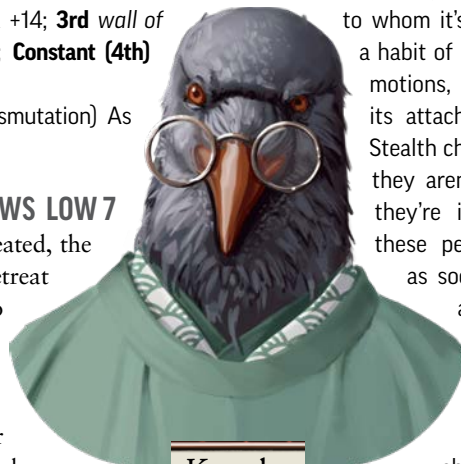 +14; 3rd wall of
Constant (4th)
smutation) As
WS LOW 7
eated, the
etreat
to whom it's
a habit of
motions,
its attach
Stealth ch
they aren
they're i
these pe
as soo
a